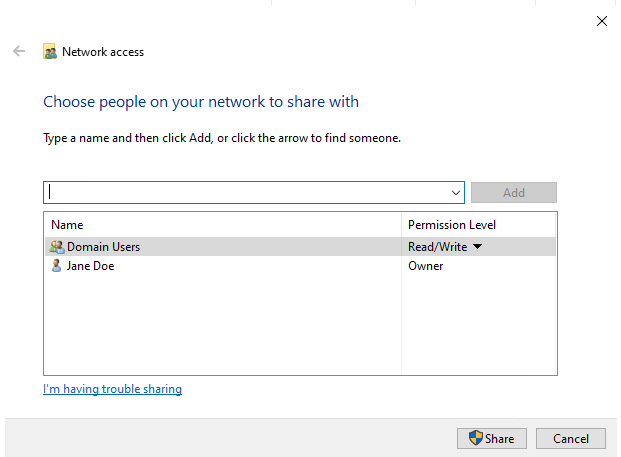 Network access
Choose people on your network to share with
Type a name and then click Add, or click the arrow to find someone.
Add
Name Permission Level
Domain Users Read/Write
Jane Doe Owner
I'm having trouble sharing
Share Cancel